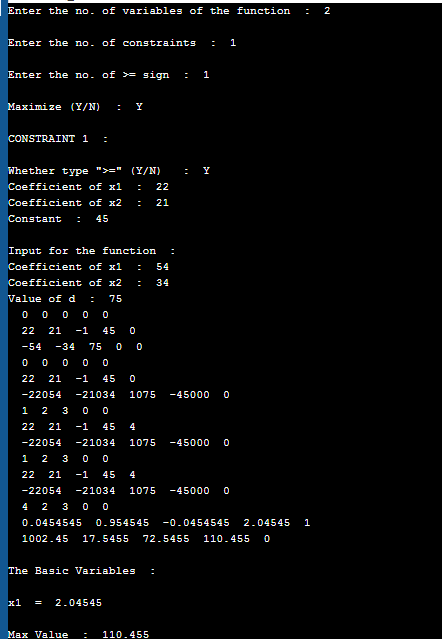 Enter the no. of variables of the function : 2
Enter the no. of constraints : 1
Enter the no. of >= sign : 1
Maximize (Y/N) : Y
CONSTRAINT 1 :
Whether type ">=" (Y/N) : Y
Coefficient of x1 : 22
Coefficient of x2 : 21
Constant : 45
Input for the function :
Coefficient of x1 : 54
Coefficient of x2 : 34
Value of d : 75
0 0 0 0 0
22 21 -1 45 0
-54 -34 75 0 0
0 0 0 0 0
22 21 -1 45 0
-22054 -21034 1075 -45000 0
1 2 3 0 0
22 21 -1 45 4
-22054 -21034 1075 -45000 0
1 2 3 0 0
22 21 -1 45 4
-22054 -21034 1075 -45000 0
4 2 3 0 0
0.0454545 0.954545 -0.0454545 2.04545 1
1002.45 17.5455 72.5455 110.455 0
The Basic Variables :
x1 = 2.04545
Max Value : 110.455